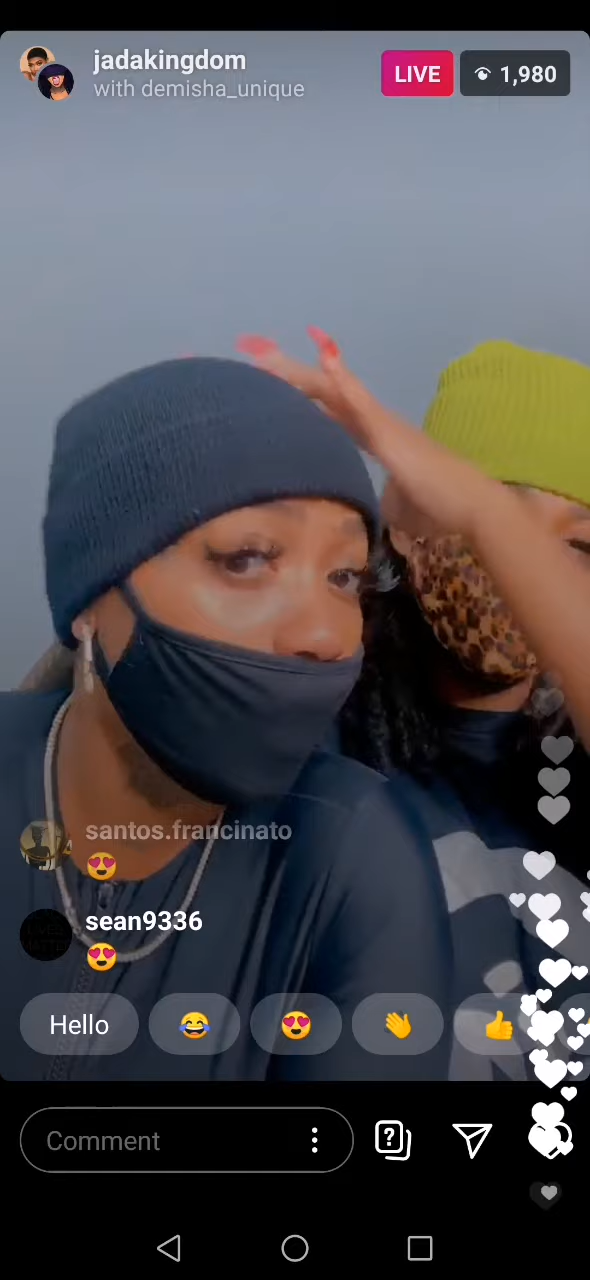 jadakingdom
with demisha_unique
LIVE
1,980
santos.francinato
😍
sean9336
😍
Hello 😂 😍 👋 👍
Comment